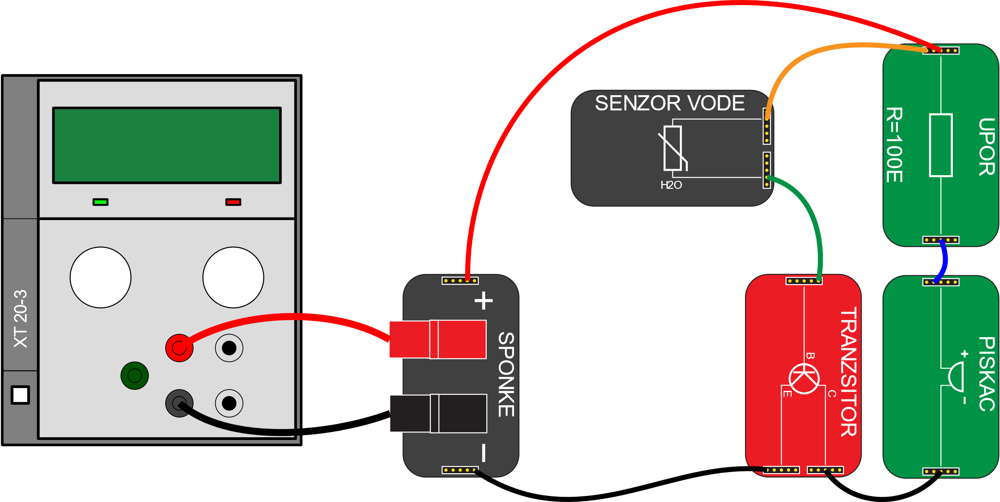 XT 20-3
+
SPONKE
–
SENZOR VODE
H2O
UPOR
R=100E
TRANZSITOR
B
E
C
PISKAC
+
-